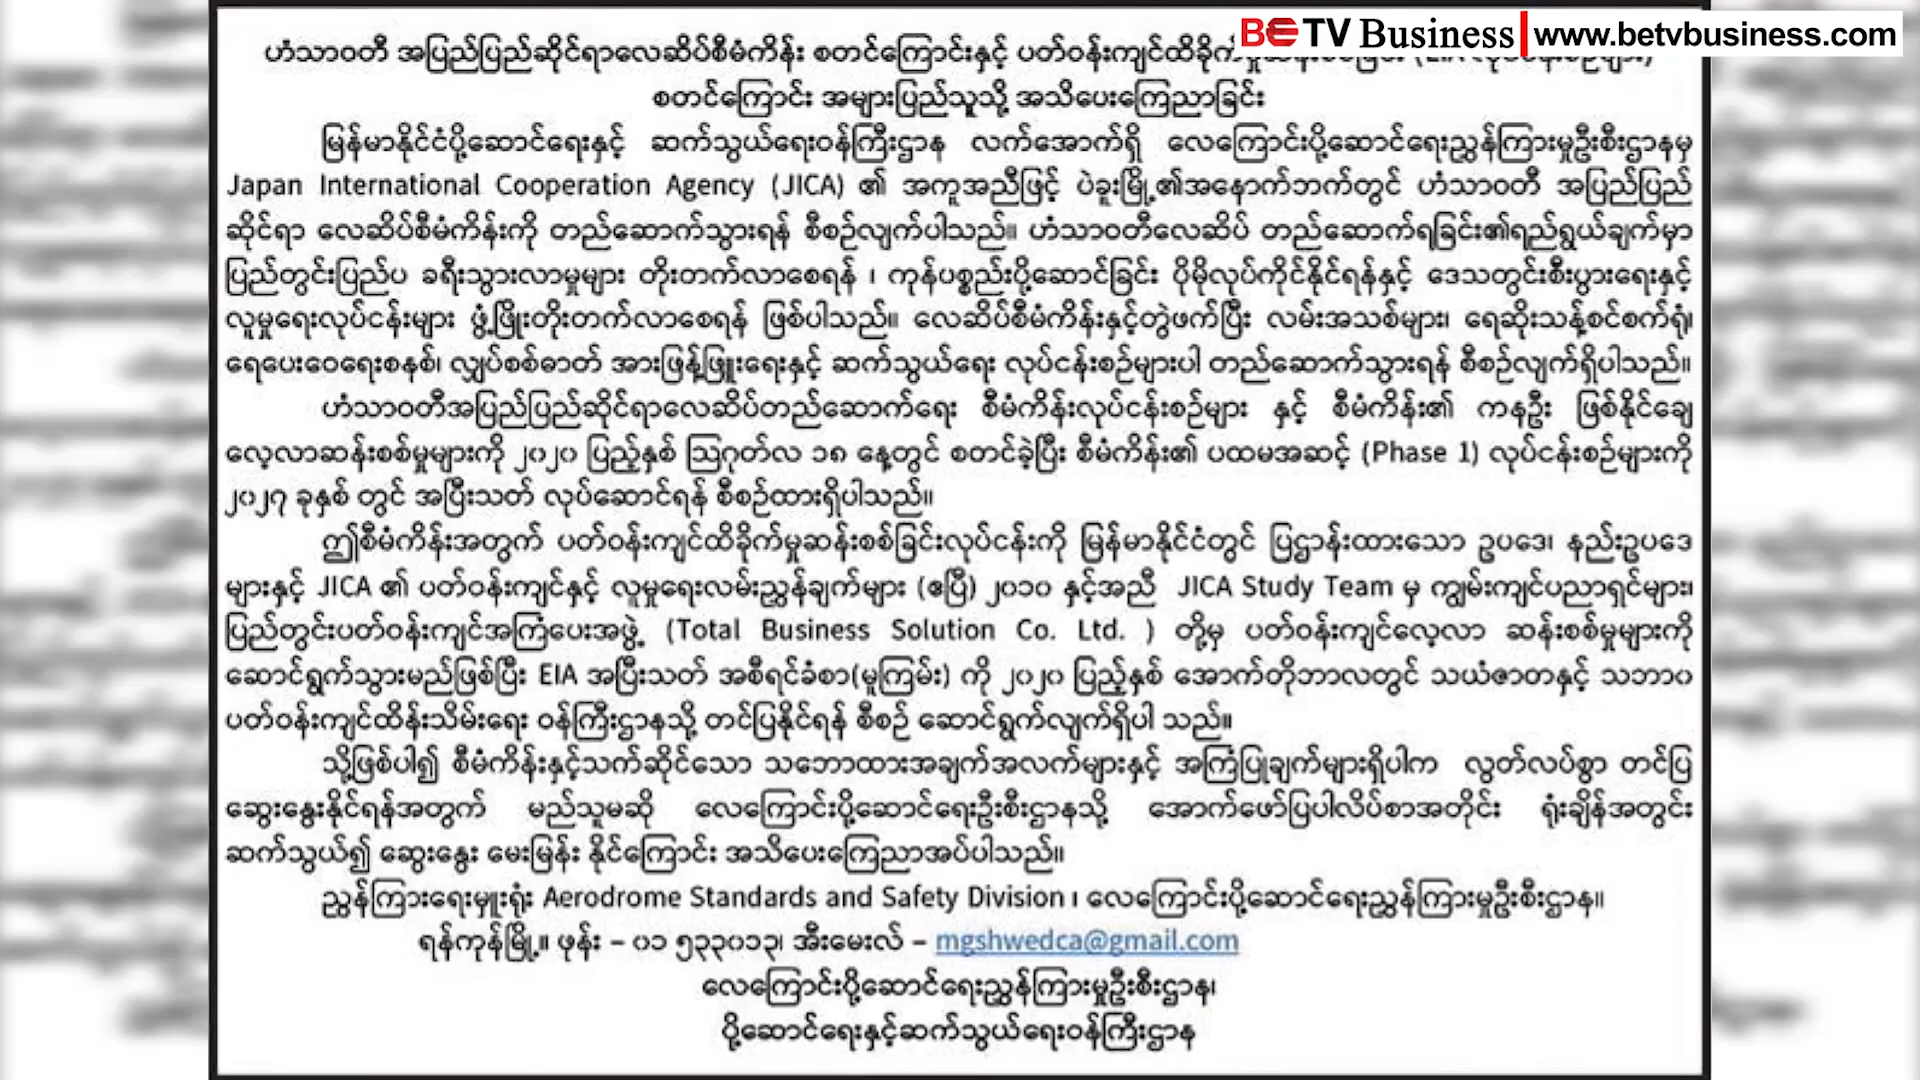 BETV Business | www.betvbusiness.com
ဟံသာဝတီ အပြည်ပြည်ဆိုင်ရာလေဆိပ်စီမံကိန်း စတင်ကြောင်းနှင့် ပတ်ဝန်းကျင်ထိခိုက်
စတင်ကြောင်း အများပြည်သူသို့ အသိပေးကြေညာခြင်း
မြန်မာနိုင်ငံပို့ဆောင်ရေးနှင့် ဆက်သွယ်ရေးဝန်ကြီးဌာန လက်အောက်ရှိ လေကြောင်းပို့ဆောင်ရေးညွှန်ကြားမှုဦးစီးဌာနမှ
Japan International Cooperation Agency (JICA) ၏ အကူအညီဖြင့် ပဲခူးမြို့၏အနောက်ဘက်တွင် ဟံသာဝတီ အပြည်ပြည်
ဆိုင်ရာ လေဆိပ်စီမံကိန်းကို တည်ဆောက်သွားရန် စီစဉ်လျက်ပါသည်။ ဟံသာဝတီလေဆိပ် တည်ဆောက်ရခြင်း၏ရည်ရွယ်ချက်မှာ
ပြည်တွင်းပြည်ပ ခရီးသွားလာမှုများ တိုးတက်လာစေရန် ၊ ကုန်ပစ္စည်းပို့ဆောင်ခြင်း ပိုမိုလုပ်ကိုင်နိုင်ရန်နှင့် ဒေသတွင်းစီးပွားရေးနှင့်
လူမှုရေးလုပ်ငန်းများ ဖွံ့ဖြိုးတိုးတက်လာစေရန် ဖြစ်ပါသည်။ လေဆိပ်စီမံကိန်းနှင့်တွဲဖက်ပြီး လမ်းအသစ်များ၊ ရေဆိုးသန့်စင်စက်ရုံ၊
ရေပေးဝေရေးစနစ်၊ လျှပ်စစ်ဓာတ် အားဖြန့်ဖြူးရေးနှင့် ဆက်သွယ်ရေး လုပ်ငန်းစဉ်များပါ တည်ဆောက်သွားရန် စီစဉ်လျက်ရှိပါသည်။
ဟံသာဝတီအပြည်ပြည်ဆိုင်ရာလေဆိပ်တည်ဆောက်ရေး စီမံကိန်းလုပ်ငန်းစဉ်များ နှင့် စီမံကိန်း၏ ကနဦး ဖြစ်နိုင်ချေ
လေ့လာဆန်းစစ်မှုများကို ၂၀၂၀ ပြည့်နှစ် ဩဂုတ်လ ၁၈ နေ့တွင် စတင်ခဲ့ပြီး စီမံကိန်း၏ ပထမအဆင့် (Phase 1) လုပ်ငန်းစဉ်များကို
၂၀၂၇ ခုနှစ် တွင် အပြီးသတ် လုပ်ဆောင်ရန် စီစဉ်ထားရှိပါသည်။
ဤစီမံကိန်းအတွက် ပတ်ဝန်းကျင်ထိခိုက်မှုဆန်းစစ်ခြင်းလုပ်ငန်းကို မြန်မာနိုင်ငံတွင် ပြဋ္ဌာန်းထားသော ဥပဒေ၊ နည်းဥပဒေ
များနှင့် JICA ၏ ပတ်ဝန်းကျင်နှင့် လူမှုရေးလမ်းညွှန်ချက်များ (ဧပြီ) ၂၀၁၀ နှင့်အညီ JICA Study Team မှ ကျွမ်းကျင်ပညာရှင်များ၊
ပြည်တွင်းပတ်ဝန်းကျင်အကြံပေးအဖွဲ့ (Total Business Solution Co. Ltd. ) တို့မှ ပတ်ဝန်းကျင်လေ့လာ ဆန်းစစ်မှုများကို
ဆောင်ရွက်သွားမည်ဖြစ်ပြီး EIA အပြီးသတ် အစီရင်ခံစာ(မူကြမ်း) ကို ၂၀၂၀ ပြည့်နှစ် အောက်တိုဘာလတွင် သယံဇာတနှင့် သဘာဝ
ပတ်ဝန်းကျင်ထိန်းသိမ်းရေး ဝန်ကြီးဌာနသို့ တင်ပြနိုင်ရန် စီစဉ် ဆောင်ရွက်လျက်ရှိပါ သည်။
သို့ဖြစ်ပါ၍ စီမံကိန်းနှင့်သက်ဆိုင်သော သဘောထားအချက်အလက်များနှင့် အကြံပြုချက်များရှိပါက လွတ်လပ်စွာ တင်ပြ
ဆွေးနွေးနိုင်ရန်အတွက် မည်သူမဆို လေကြောင်းပို့ဆောင်ရေးဦးစီးဌာနသို့ အောက်ဖော်ပြပါလိပ်စာအတိုင်း ရုံးချိန်အတွင်း
ဆက်သွယ်၍ ဆွေးနွေး မေးမြန်း နိုင်ကြောင်း အသိပေးကြေညာအပ်ပါသည်။
ညွှန်ကြားရေးမှူးရုံး Aerodrome Standards and Safety Division ၊ လေကြောင်းပို့ဆောင်ရေးညွှန်ကြားမှုဦးစီးဌာန။
ရန်ကုန်မြို့။ ဖုန်း – ၀၁ ၅၃၃၀၁၃၊ အီးမေးလ် – mgshwedca@gmail.com
လေကြောင်းပို့ဆောင်ရေးညွှန်ကြားမှုဦးစီးဌာန၊
ပို့ဆောင်ရေးနှင့်ဆက်သွယ်ရေးဝန်ကြီးဌာန